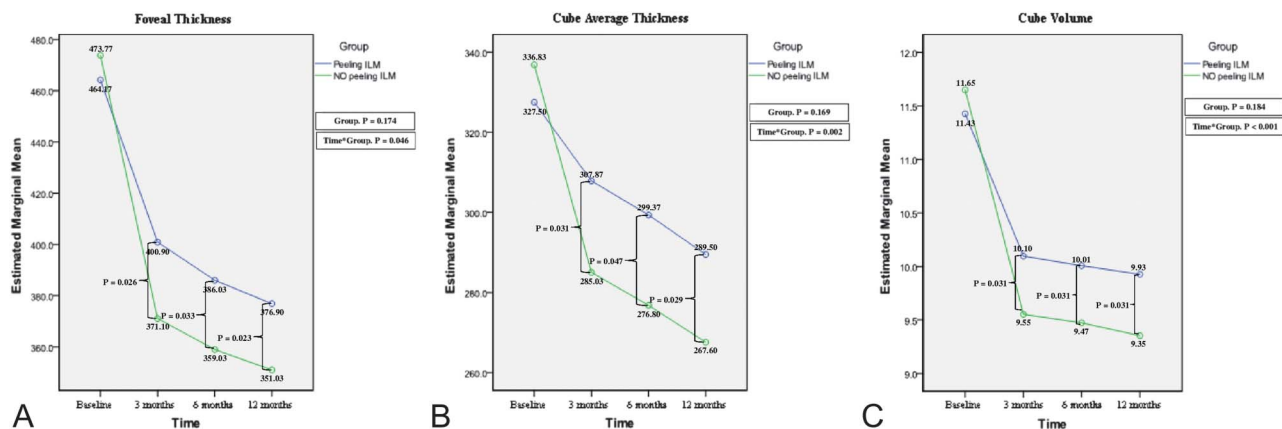 Foveal Thickness
480.0
460.0
440.0
420.0
400.0
380.0
360.0
Estimated Marginal Mean
473.77
464.17
400.90
371.10
386.03
359.03
376.90
351.03
P = 0.026
P = 0.033
P = 0.023
Group
Peeling ILM
NO peeling ILM
Group. P = 0.174
Time*Group. P = 0.046
Baseline 3 months 6 months 12 months
Time
A
Cube Average Thickness
340.0
320.0
300.0
280.0
260.0
Estimated Marginal Mean
336.83
327.50
307.87
285.03
299.37
276.80
289.50
267.60
P = 0.031
P = 0.047
P = 0.029
Group
Peeling ILM
NO peeling ILM
Group. P = 0.169
Time*Group. P = 0.002
Baseline 3 months 6 months 12 months
Time
B
Cube Volume
12.0
11.5
11.0
10.5
10.0
9.5
9.0
Estimated Marginal Mean
11.65
11.43
10.10
9.55
10.01
9.47
9.93
9.35
P = 0.031
P = 0.031
P = 0.031
Group
Peeling ILM
NO peeling ILM
Group. P = 0.184
Time*Group. P < 0.001
Baseline 3 months 6 months 12 months
Time
C